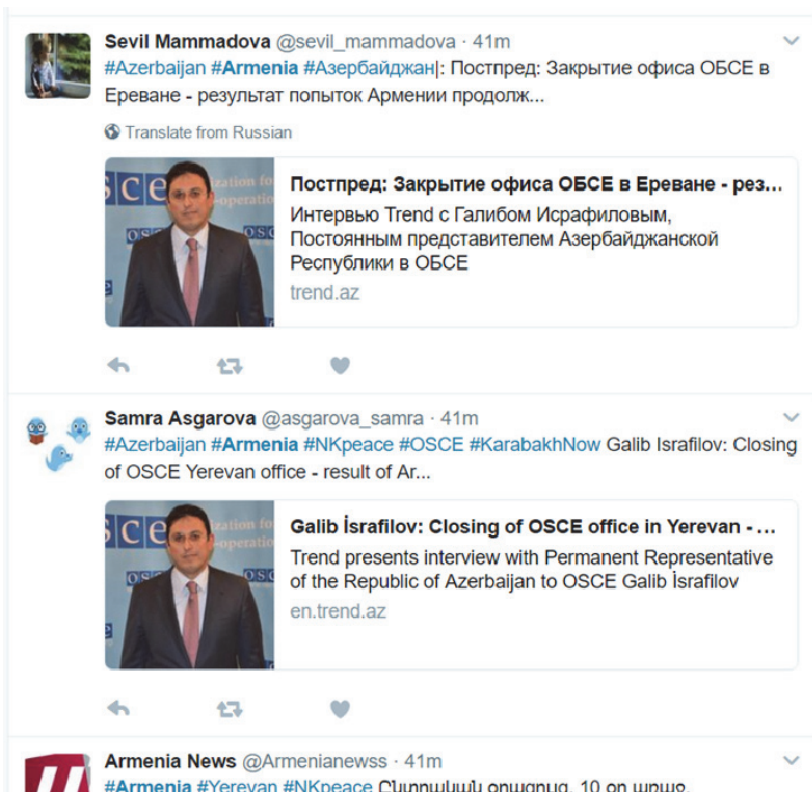 Sevil Mammadova @sevil_mammadova · 41m
#Azerbaijan #Armenia #Азербайджан|: Постпред: Закрытие офиса ОБСЕ в
Ереване - результат попыток Армении продолж...
Translate from Russian
Постпред: Закрытие офиса ОБСЕ в Ереване - рез...
Интервью Trend с Галибом Исрафиловым,
Постоянным представителем Азербайджанской
Республики в ОБСЕ
trend.az
Samra Asgarova @asgarova_samra · 41m
#Azerbaijan #Armenia #NKpeace #OSCE #KarabakhNow Galib Israfilov: Closing
of OSCE Yerevan office - result of Ar...
Galib İsrafilov: Closing of OSCE office in Yerevan - ...
Trend presents interview with Permanent Representative
of the Republic of Azerbaijan to OSCE Galib İsrafilov
en.trend.az
Armenia News @Armenianewss · 41m
#Armenia #Yerevan #NKpeace